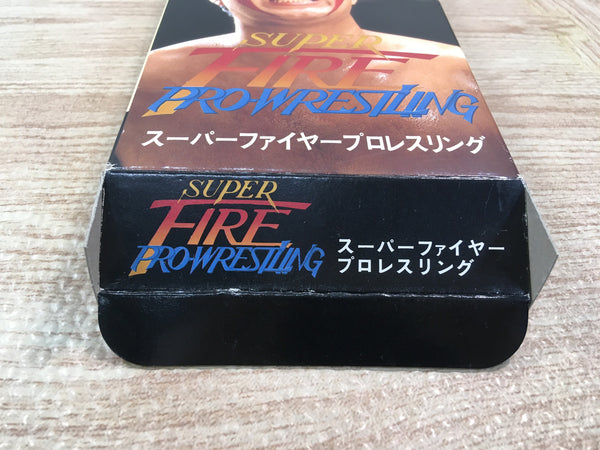 SUPER
FIRE
PRO-WRESTLING
スーパーファイヤープロレスリング
SUPER
FIRE
PRO-WRESTLING
スーパーファイヤー
プロレスリング